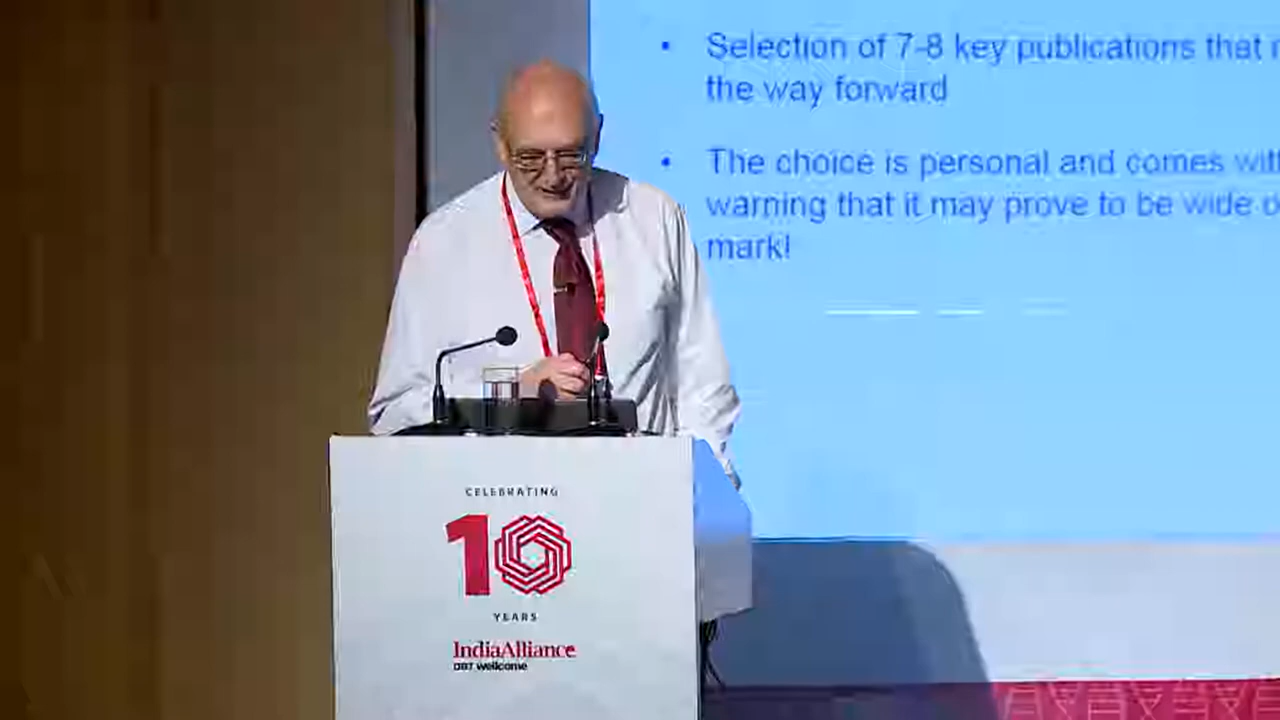 Selection of 7-8 key publications that
the way forward
The choice is personal and comes with
warning that it may prove to be wide
mark!
CELEBRATING
10
YEARS
IndiaAlliance
DBT wellcome